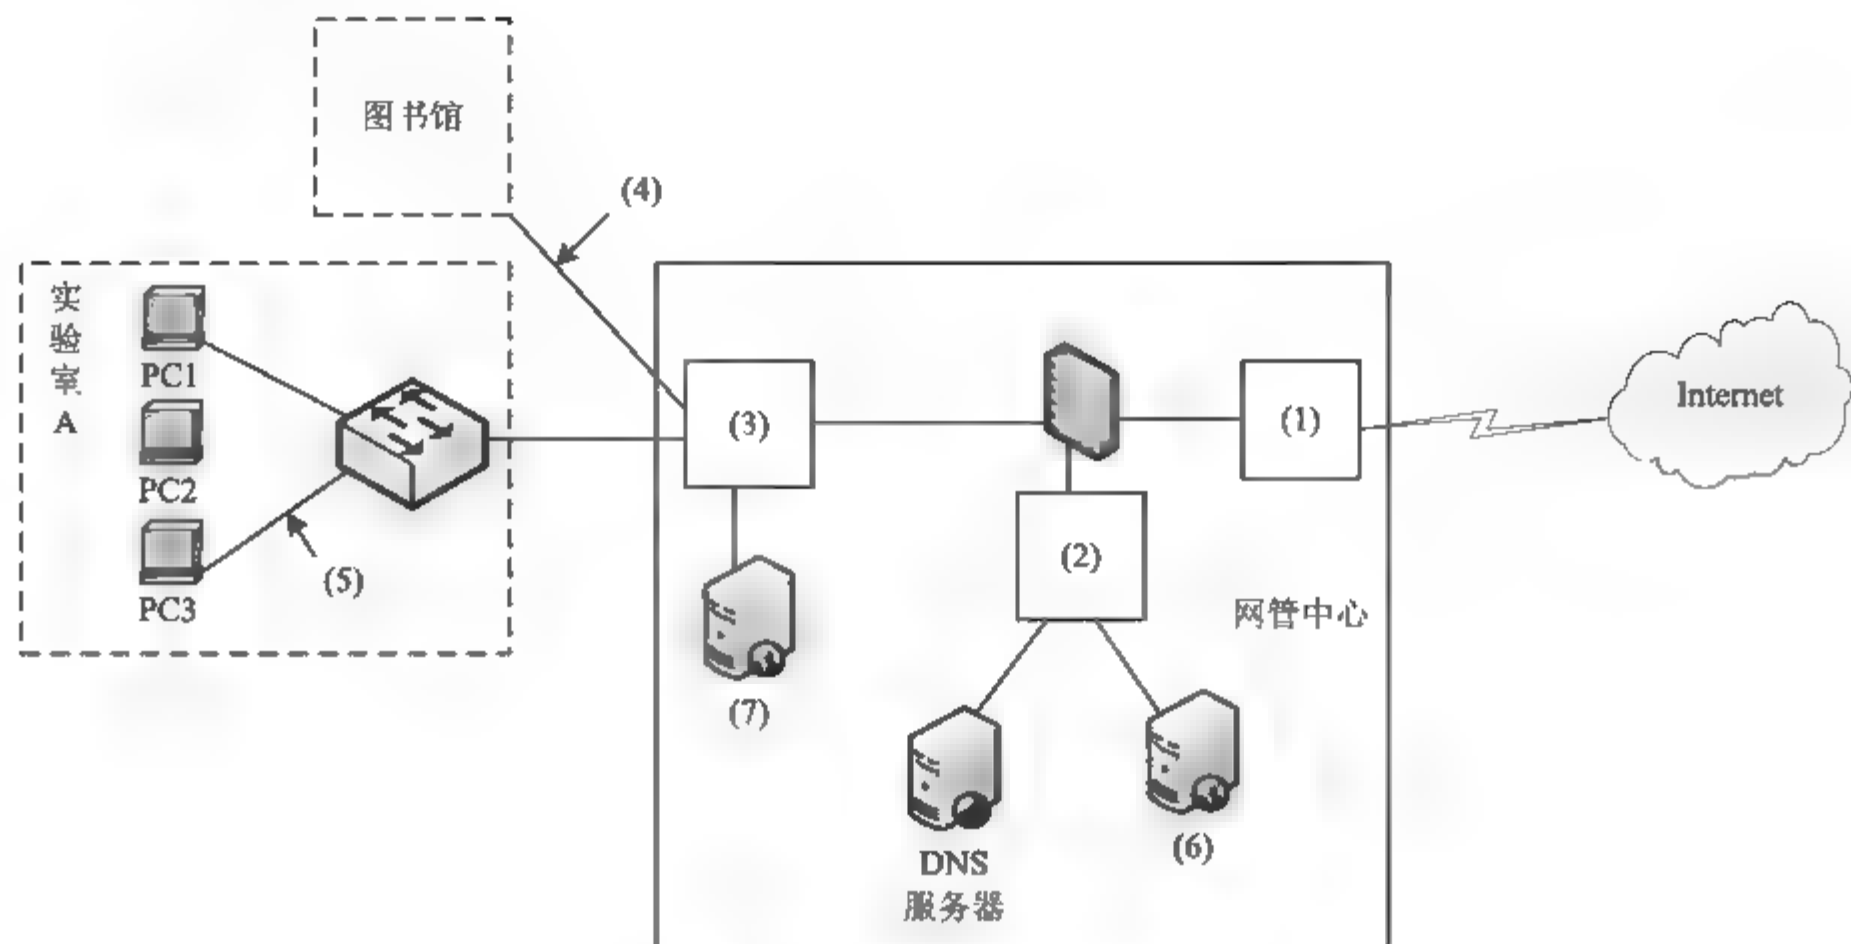 图书馆
(4)
实验室A
PC1
PC2
PC3
(5)
(3)
(1)
Internet
(2)
网管中心
(7)
(6)
DNS
服务器